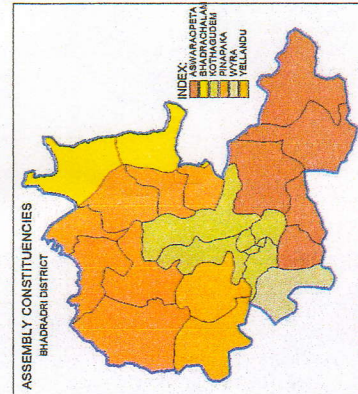 ASSEMBLY CONSTITUENCIES
BHADRADRI DISTRICT
INDEX:
ASWARAOPETA
BHADRACHALAM
KOTHAGUDEM
PINAPAKA
WYRA
YELLANDU